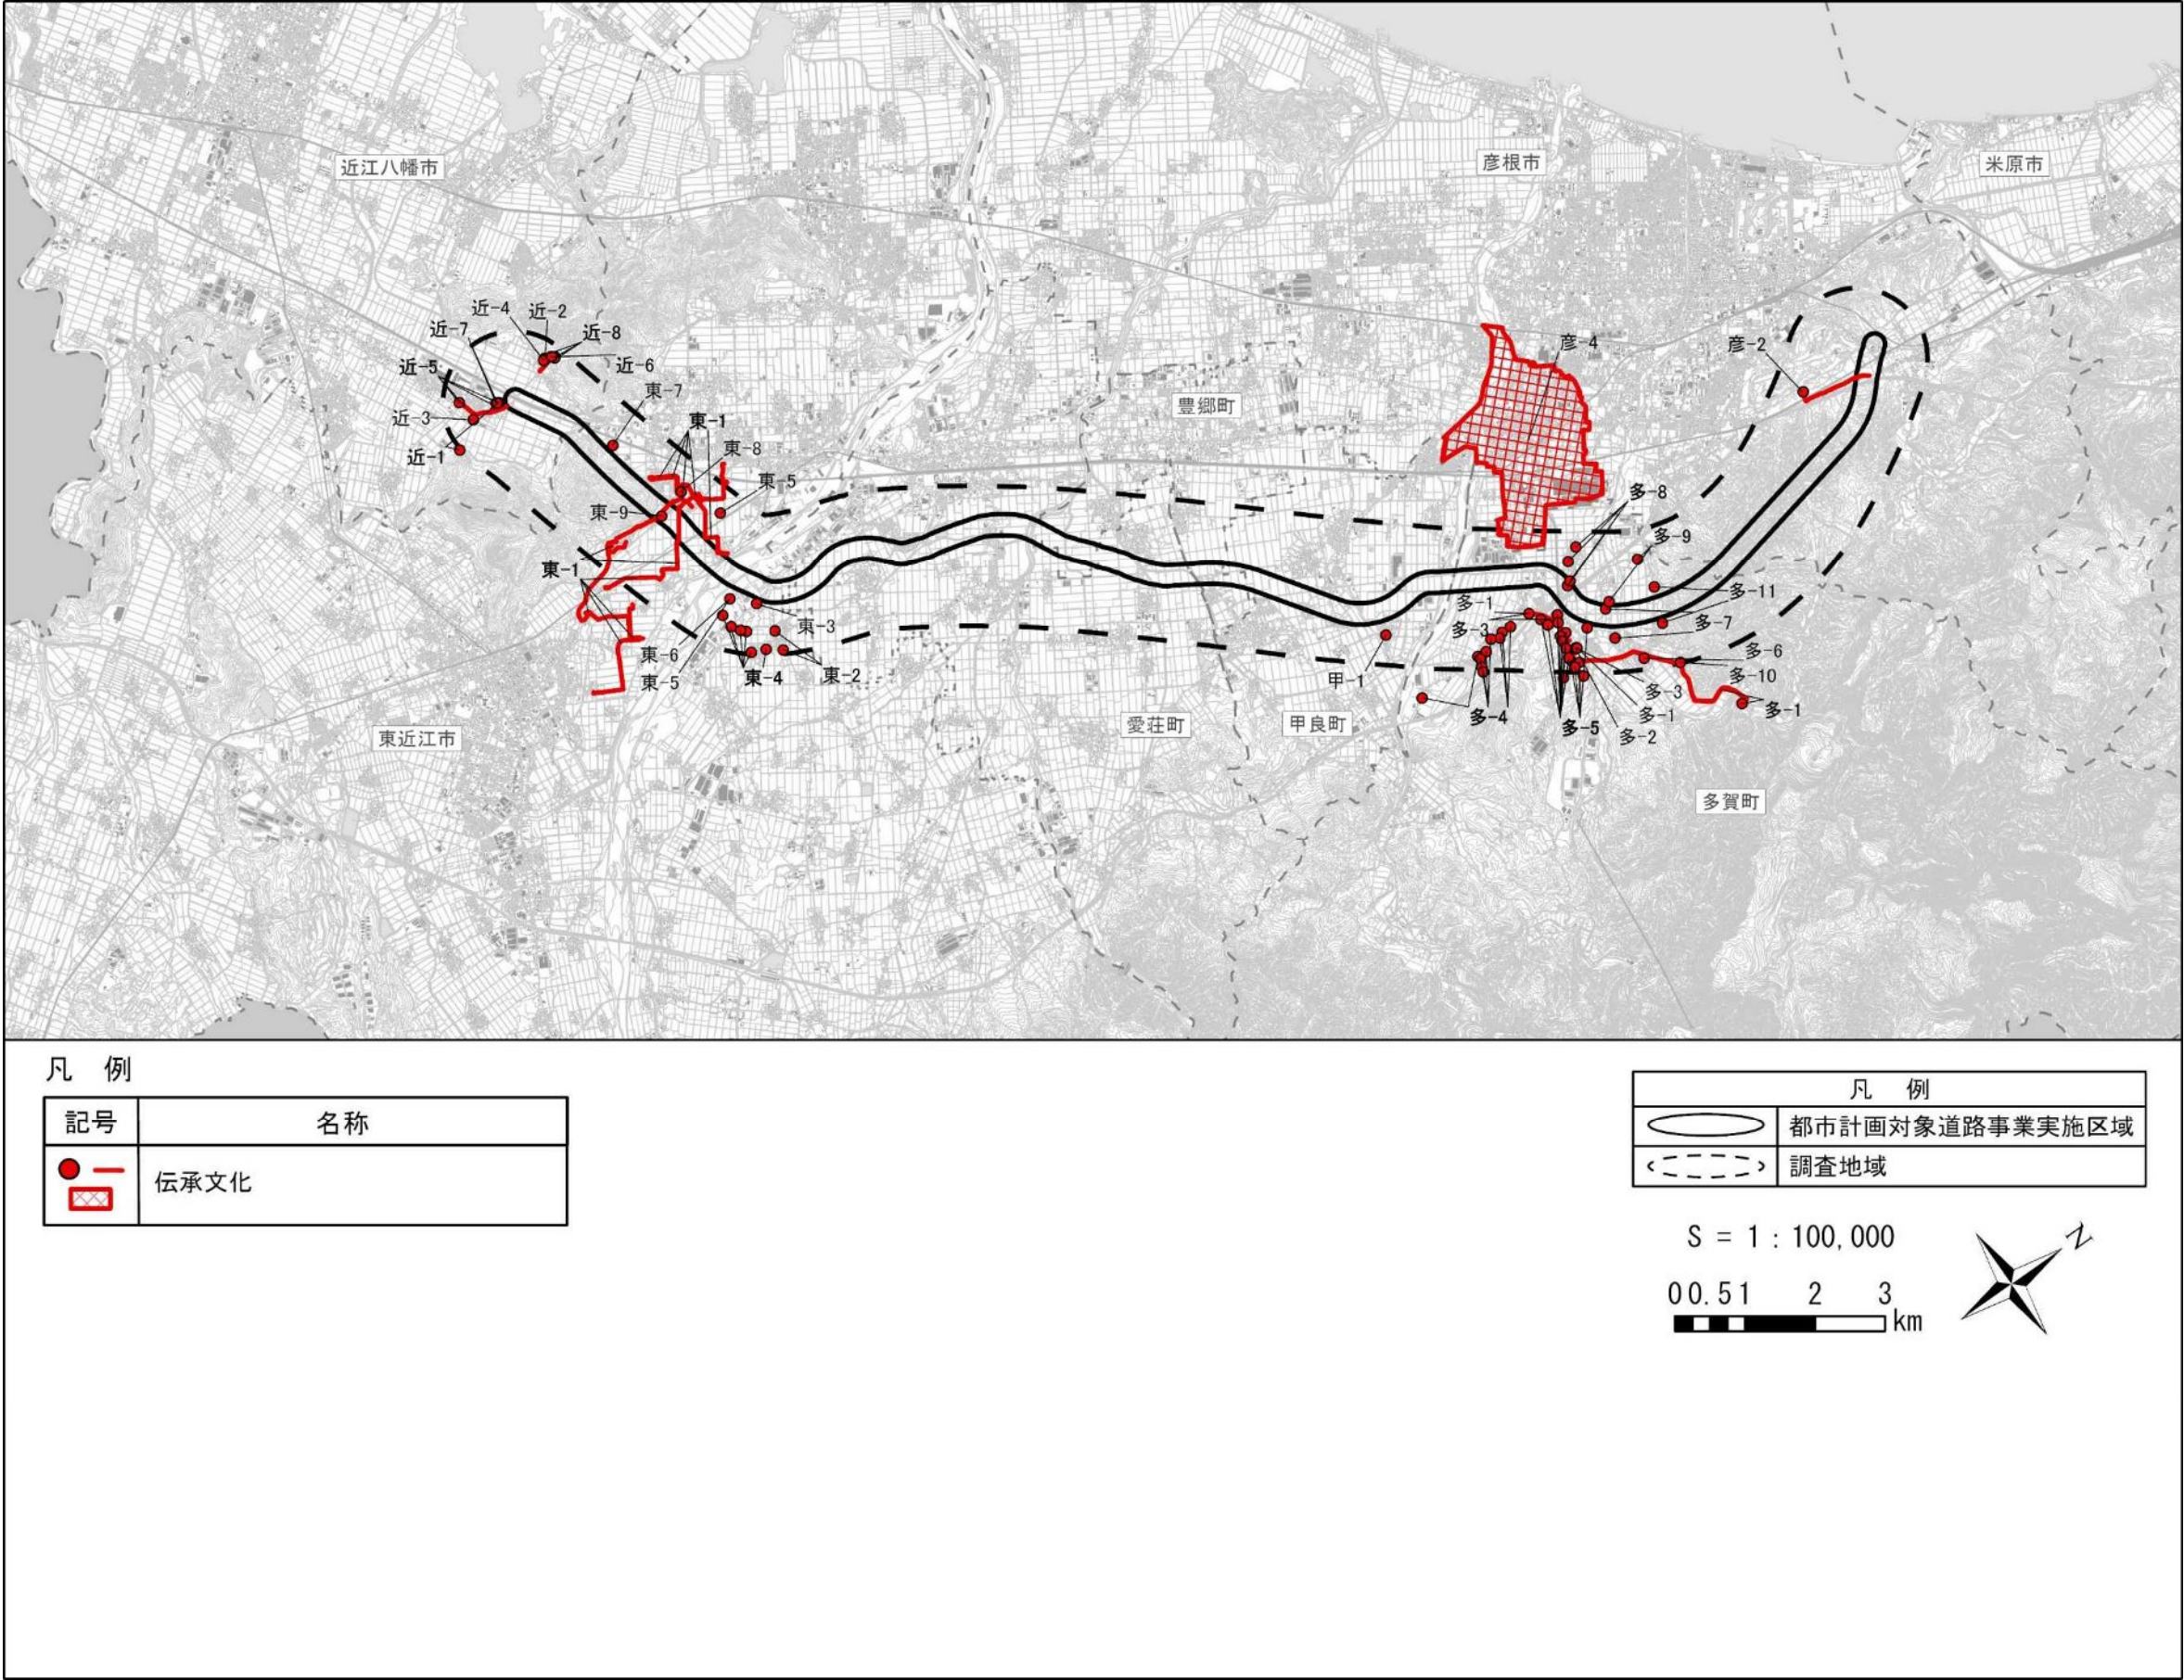 近江八幡市
彦根市
米原市
近-4
近-2
近-7
近-8
近-5
近-6
東-7
近-3
東-1
近-1
東-8
東-5
東-9
東-1
豊郷町
彦-4
彦-2
多-8
多-9
多-11
多-1
多-7
多-3
東-3
東-6
東-5
東-4
東-2
甲-1
多-6
多-10
多-3
多-1
多-4
多-1
多-5
多-2
東近江市
愛荘町
甲良町
多賀町
凡 例
記号 名称
伝承文化
凡 例
都市計画対象道路事業実施区域
調査地域
S = 1 : 100,000
N
0 0.5 1 2 3
km